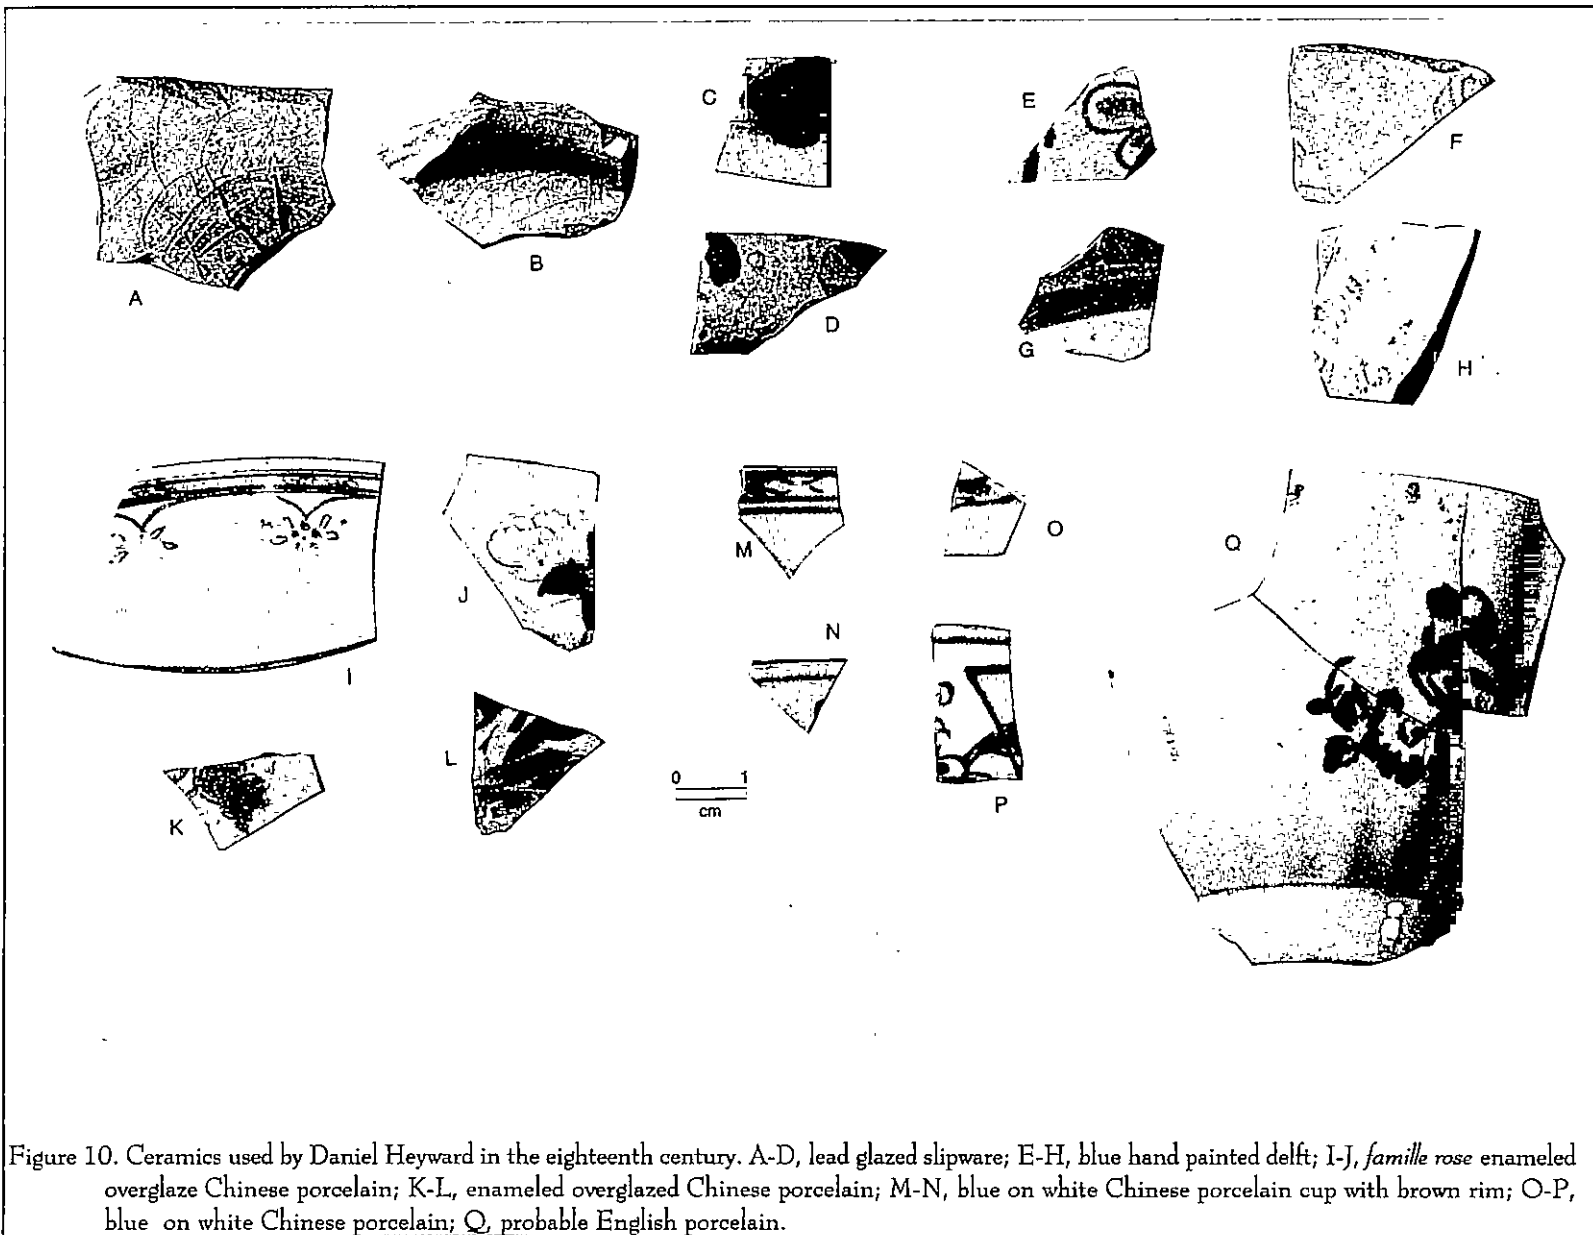 C
E
F
A
B
D
G
H
I
J
M
O
Q
N
K
L
0 1
cm
P
Figure 10. Ceramics used by Daniel Heyward in the eighteenth century. A-D, lead glazed slipware; E-H, blue hand painted delft; I-J, famille rose enameled
overglaze Chinese porcelain; K-L, enameled overglazed Chinese porcelain; M-N, blue on white Chinese porcelain cup with brown rim; O-P,
blue on white Chinese porcelain; Q, probable English porcelain.